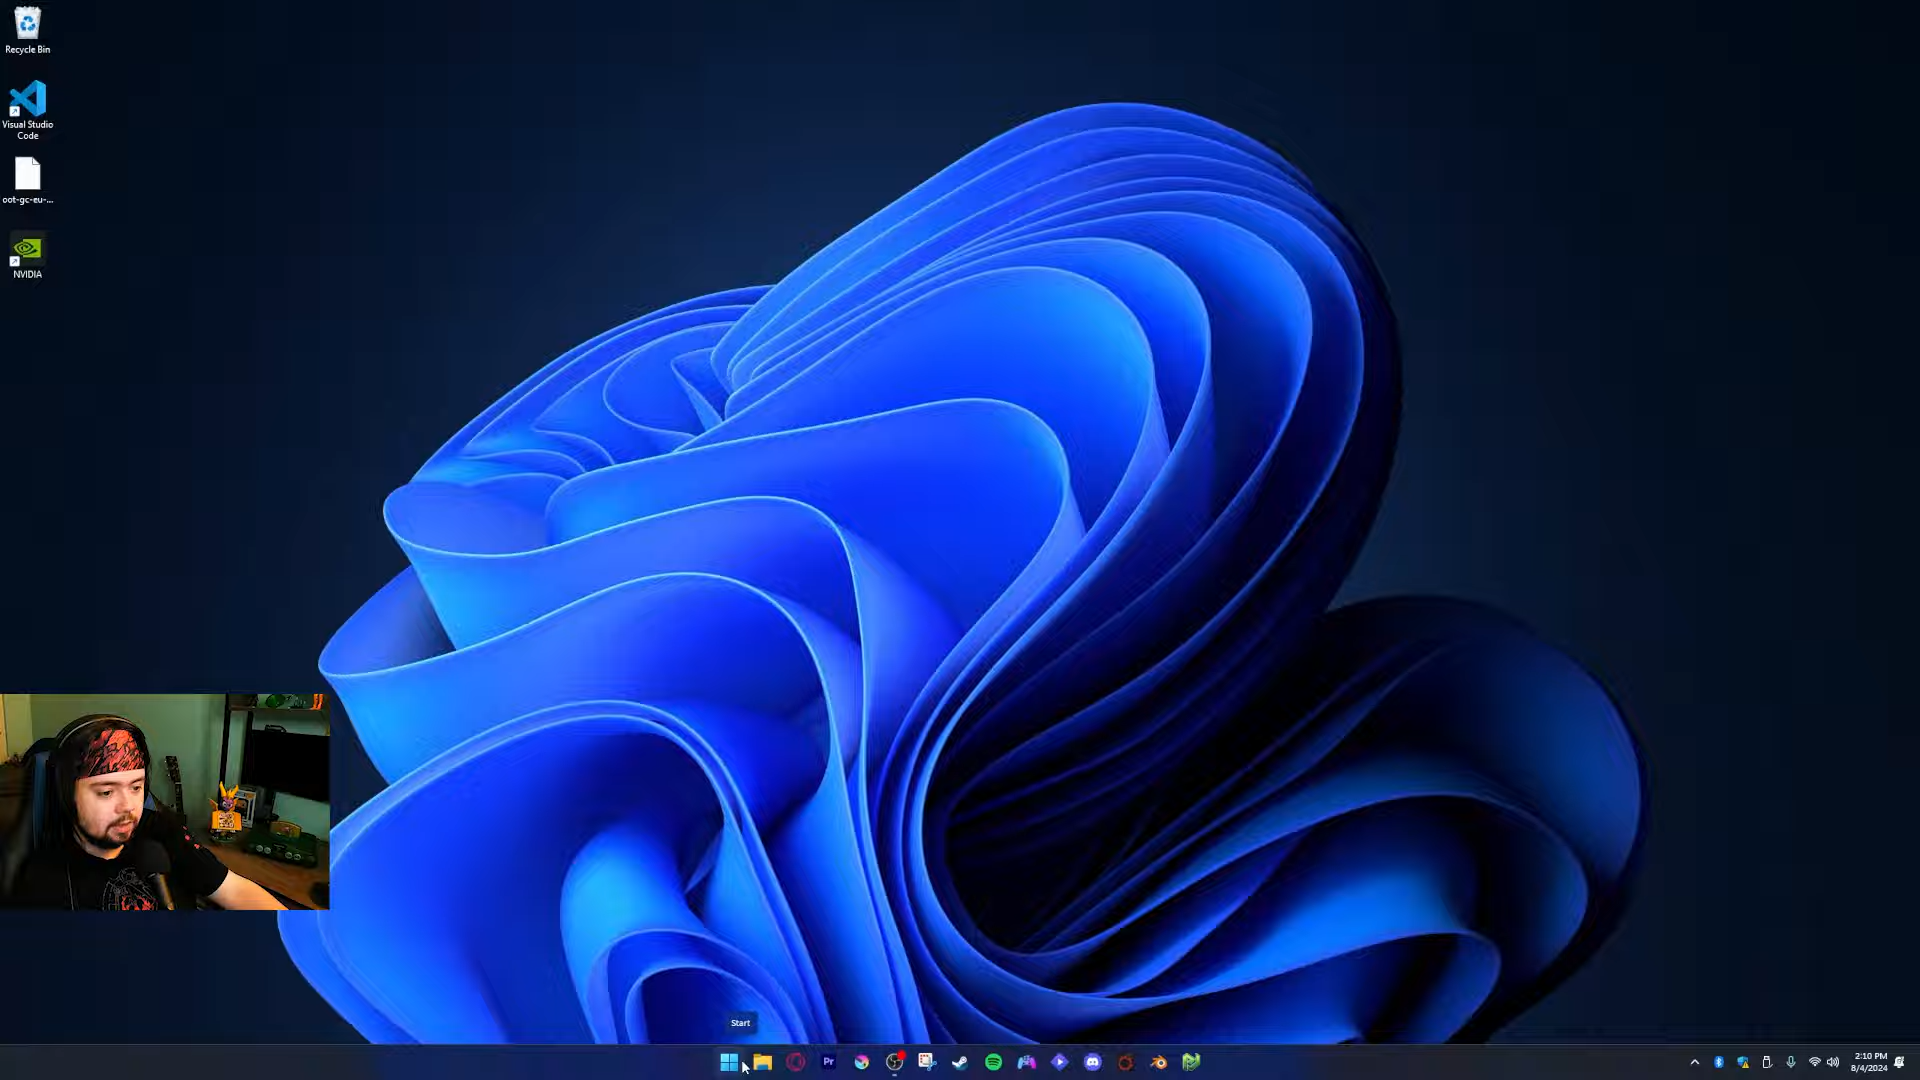 Recycle Bin
Visual Studio
Code
oot-gc-eu-...
NVIDIA
Start
Pr
2:10 PM
8/4/2024